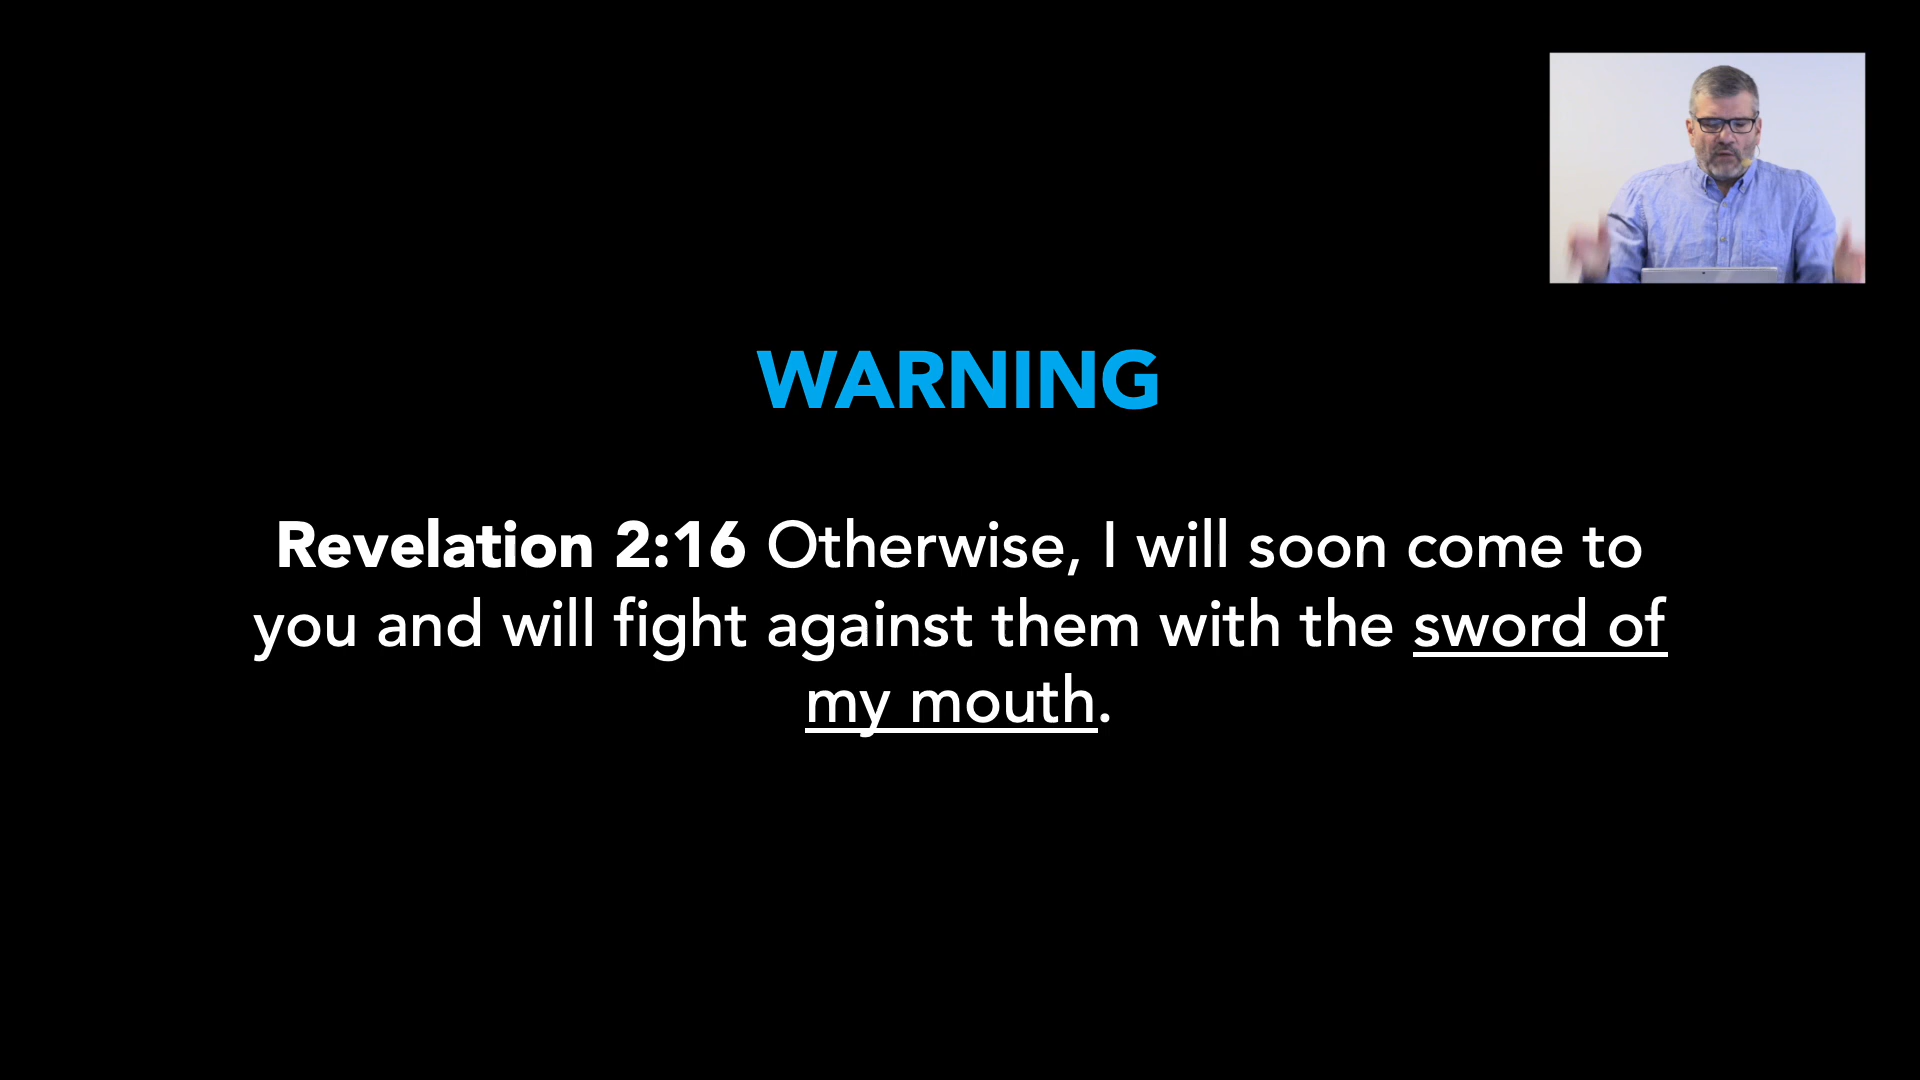 WARNING
Revelation 2:16 Otherwise, I will soon come to
you and will fight against them with the sword of
my mouth.